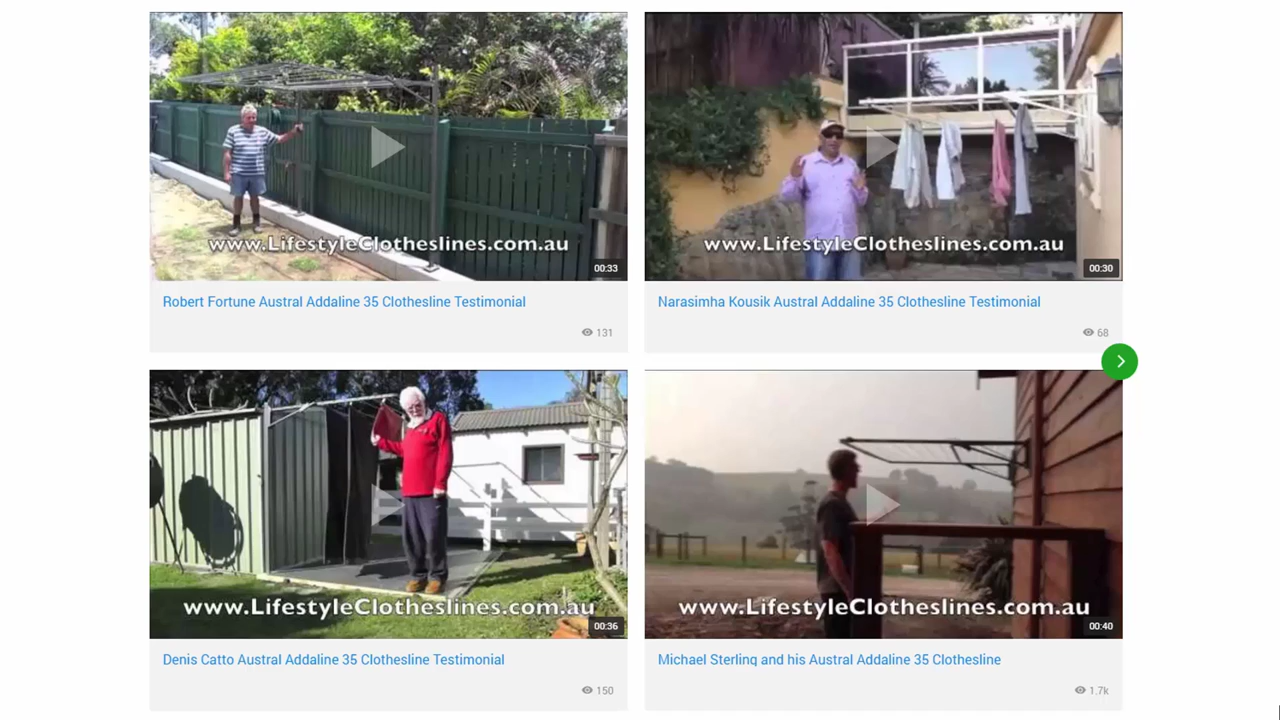 www.LifestyleClotheslines.com.au
00:33
Robert Fortune Austral Addaline 35 Clothesline Testimonial
131
www.LifestyleClotheslines.com.au
00:30
Narasimha Kousik Austral Addaline 35 Clothesline Testimonial
68
www.LifestyleClotheslines.com.au
00:36
Denis Catto Austral Addaline 35 Clothesline Testimonial
150
www.LifestyleClotheslines.com.au
00:40
Michael Sterling and his Austral Addaline 35 Clothesline
1.7k